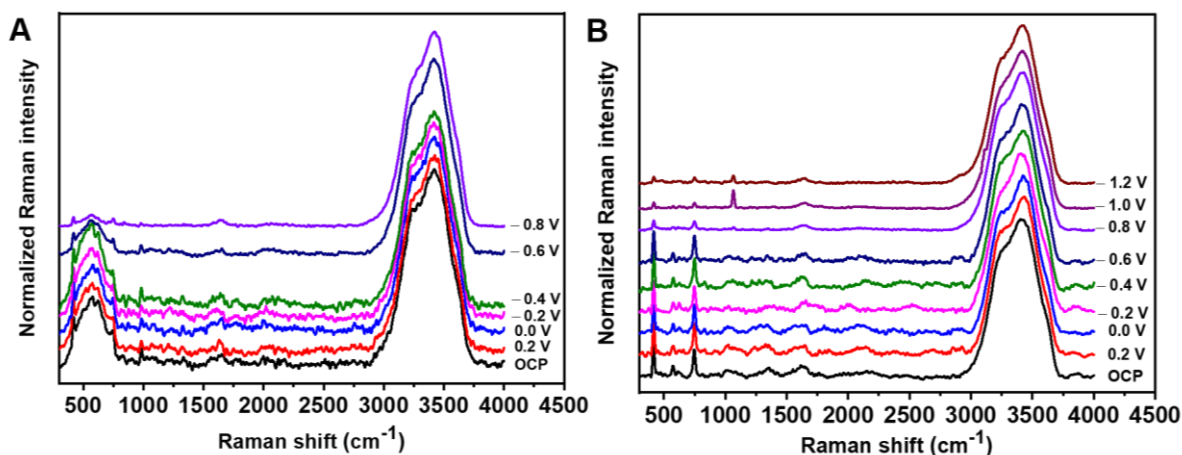 A
Normalized Raman intensity
– 0.8 V
– 0.6 V
– 0.4 V
– 0.2 V
0.0 V
0.2 V
OCP
500 1000 1500 2000 2500 3000 3500 4000 4500
Raman shift (cm⁻¹)
B
Normalized Raman intensity
– 1.2 V
– 1.0 V
– 0.8 V
– 0.6 V
– 0.4 V
– 0.2 V
0.0 V
0.2 V
OCP
500 1000 1500 2000 2500 3000 3500 4000 4500
Raman shift (cm⁻¹)